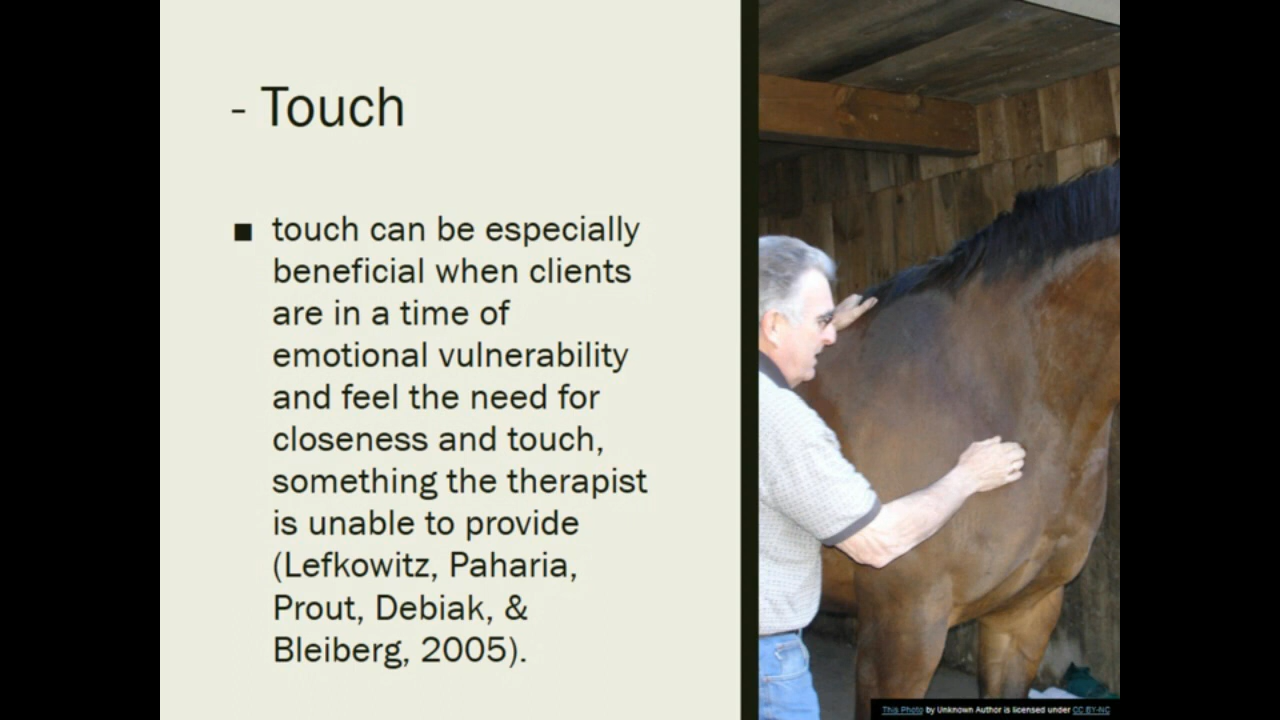 - Touch
■ touch can be especially
beneficial when clients
are in a time of
emotional vulnerability
and feel the need for
closeness and touch,
something the therapist
is unable to provide
(Lefkowitz, Paharia,
Prout, Debiak, &
Bleiberg, 2005).
This Photo by Unknown Author is licensed under CC BY-NC